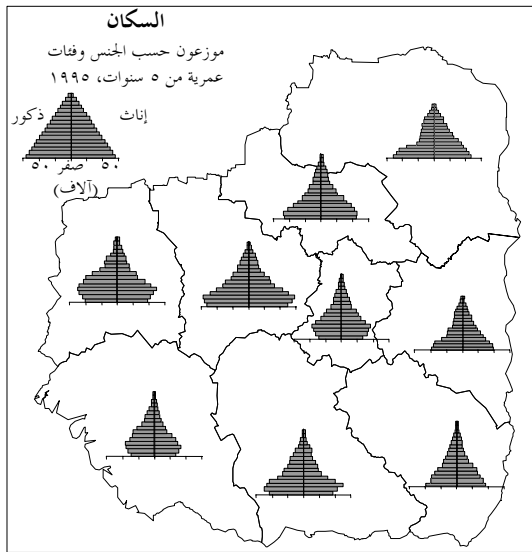 السكان
موزعون حسب الجنس وفئات
عمرية من ٥ سنوات، ١٩٩٥
ذكور إناث
٥٠ صفر ٥٠
(آلاف)